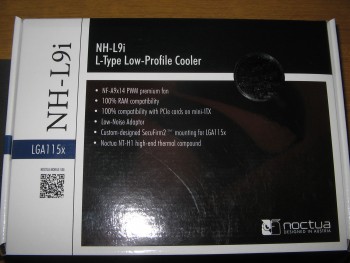 NH-L9i
L-Type Low-Profile Cooler
• NF-A9x14 PWM premium fan
• 100% RAM compatibility
• 100% compatibility with PCIe cards on mini-ITX
• Low-Noise Adaptor
• Custom-designed SecuFirm2™ mounting for LGA115x
• Noctua NT-H1 high-end thermal compound
NH-L9i
LGA115x
noctua
DESIGNED IN AUSTRIA